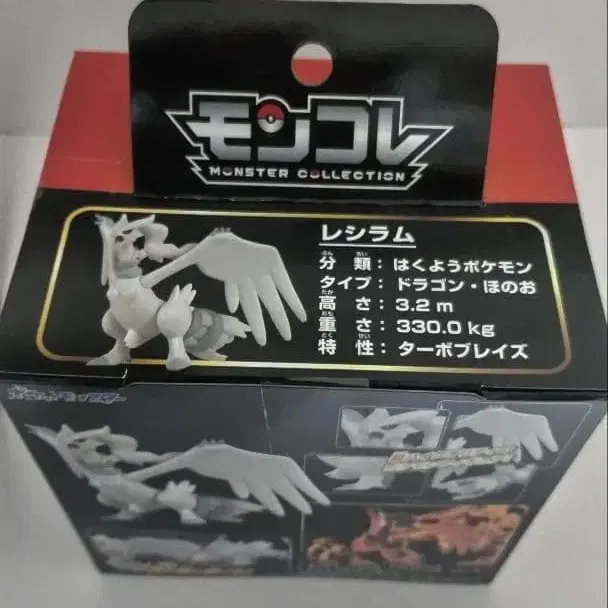 モンコレ
MONSTER COLLECTION
レシラム
分類：はくようポケモン
タイプ：ドラゴン・ほのお
高さ：3.2 m
重さ：330.0 kg
特性：ターボブレイズ